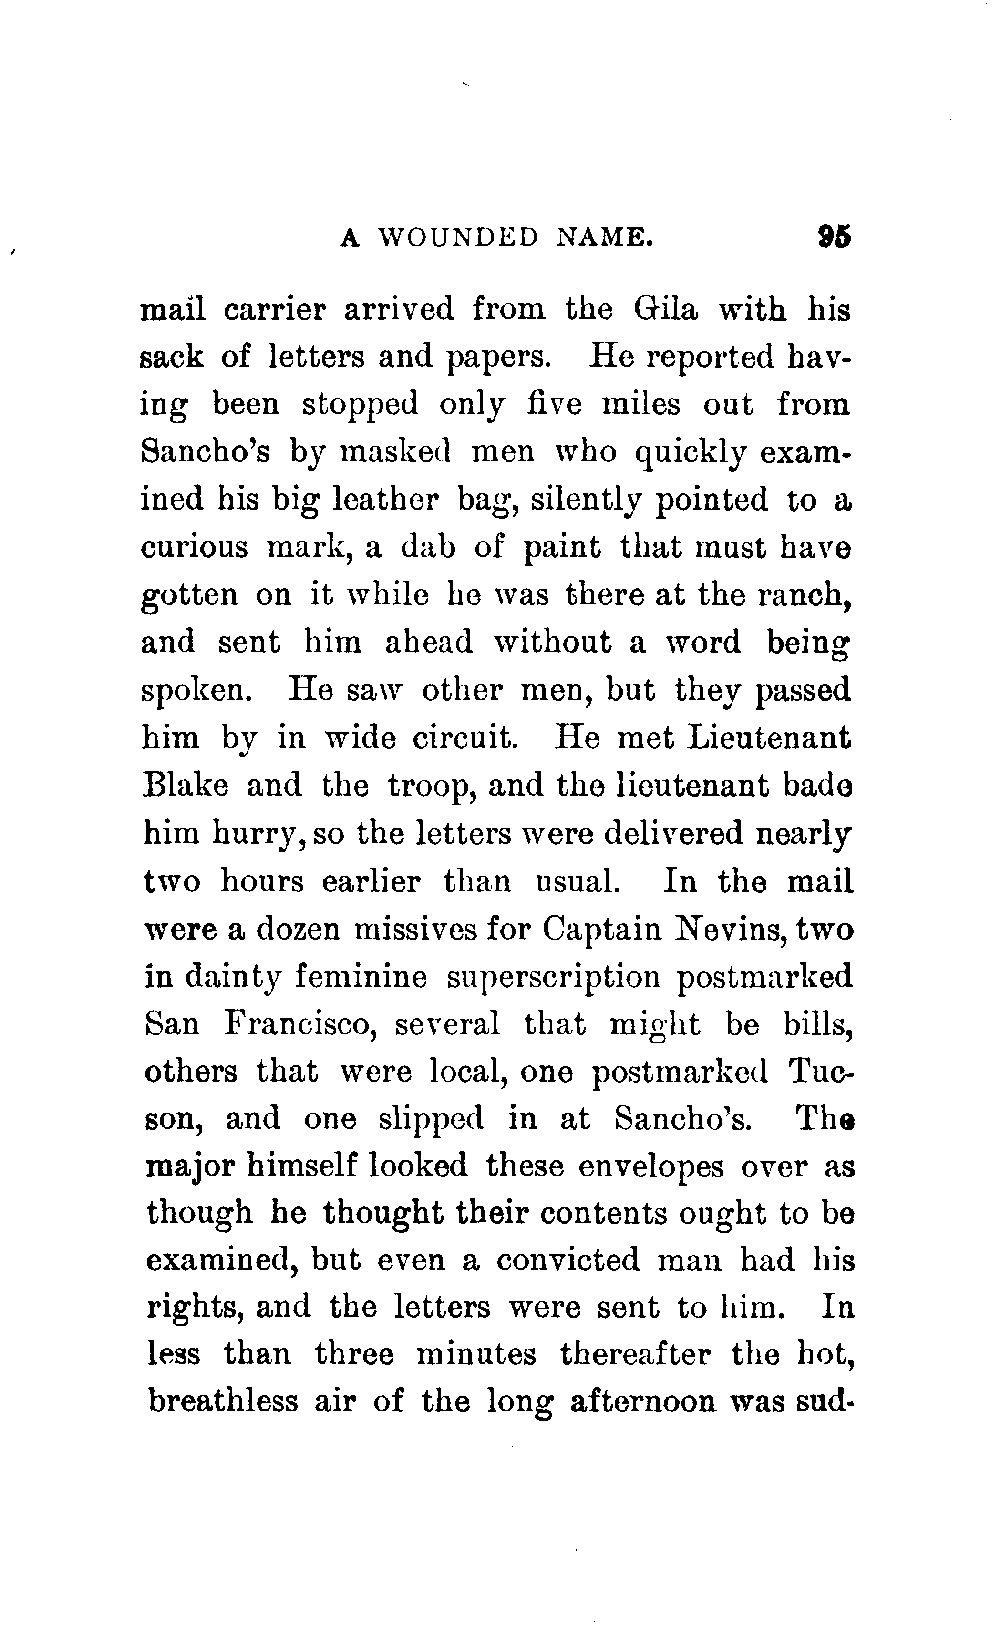 A WOUNDED NAME. 95
mail carrier arrived from the Gila with his
sack of letters and papers. He reported hav-
ing been stopped only five miles out from
Sancho's by masked men who quickly exam-
ined his big leather bag, silently pointed to a
curious mark, a dab of paint that must have
gotten on it while he was there at the ranch,
and sent him ahead without a word being
spoken. He saw other men, but they passed
him by in wide circuit. He met Lieutenant
Blake and the troop, and the lieutenant bade
him hurry, so the letters were delivered nearly
two hours earlier than usual. In the mail
were a dozen missives for Captain Nevins, two
in dainty feminine superscription postmarked
San Francisco, several that might be bills,
others that were local, one postmarked Tuc-
son, and one slipped in at Sancho's. The
major himself looked these envelopes over as
though he thought their contents ought to be
examined, but even a convicted man had his
rights, and the letters were sent to him. In
less than three minutes thereafter the hot,
breathless air of the long afternoon was sud-